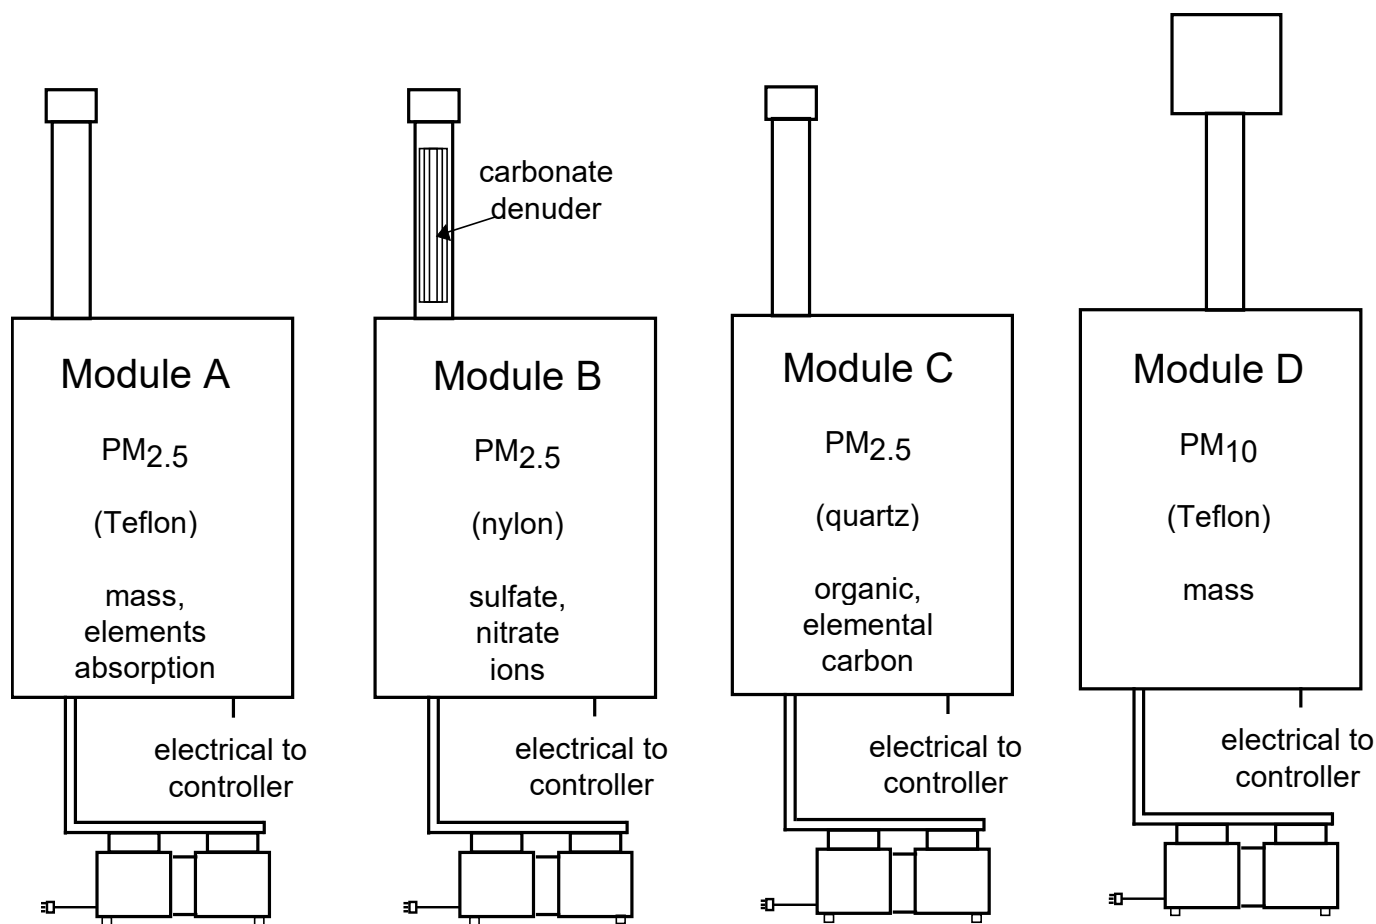 carbonate
denuder
Module A
PM2.5
(Teflon)
mass,
elements
absorption
electrical to
controller
Module B
PM2.5
(nylon)
sulfate,
nitrate
ions
electrical to
controller
Module C
PM2.5
(quartz)
organic,
elemental
carbon
electrical to
controller
Module D
PM10
(Teflon)
mass
electrical to
controller